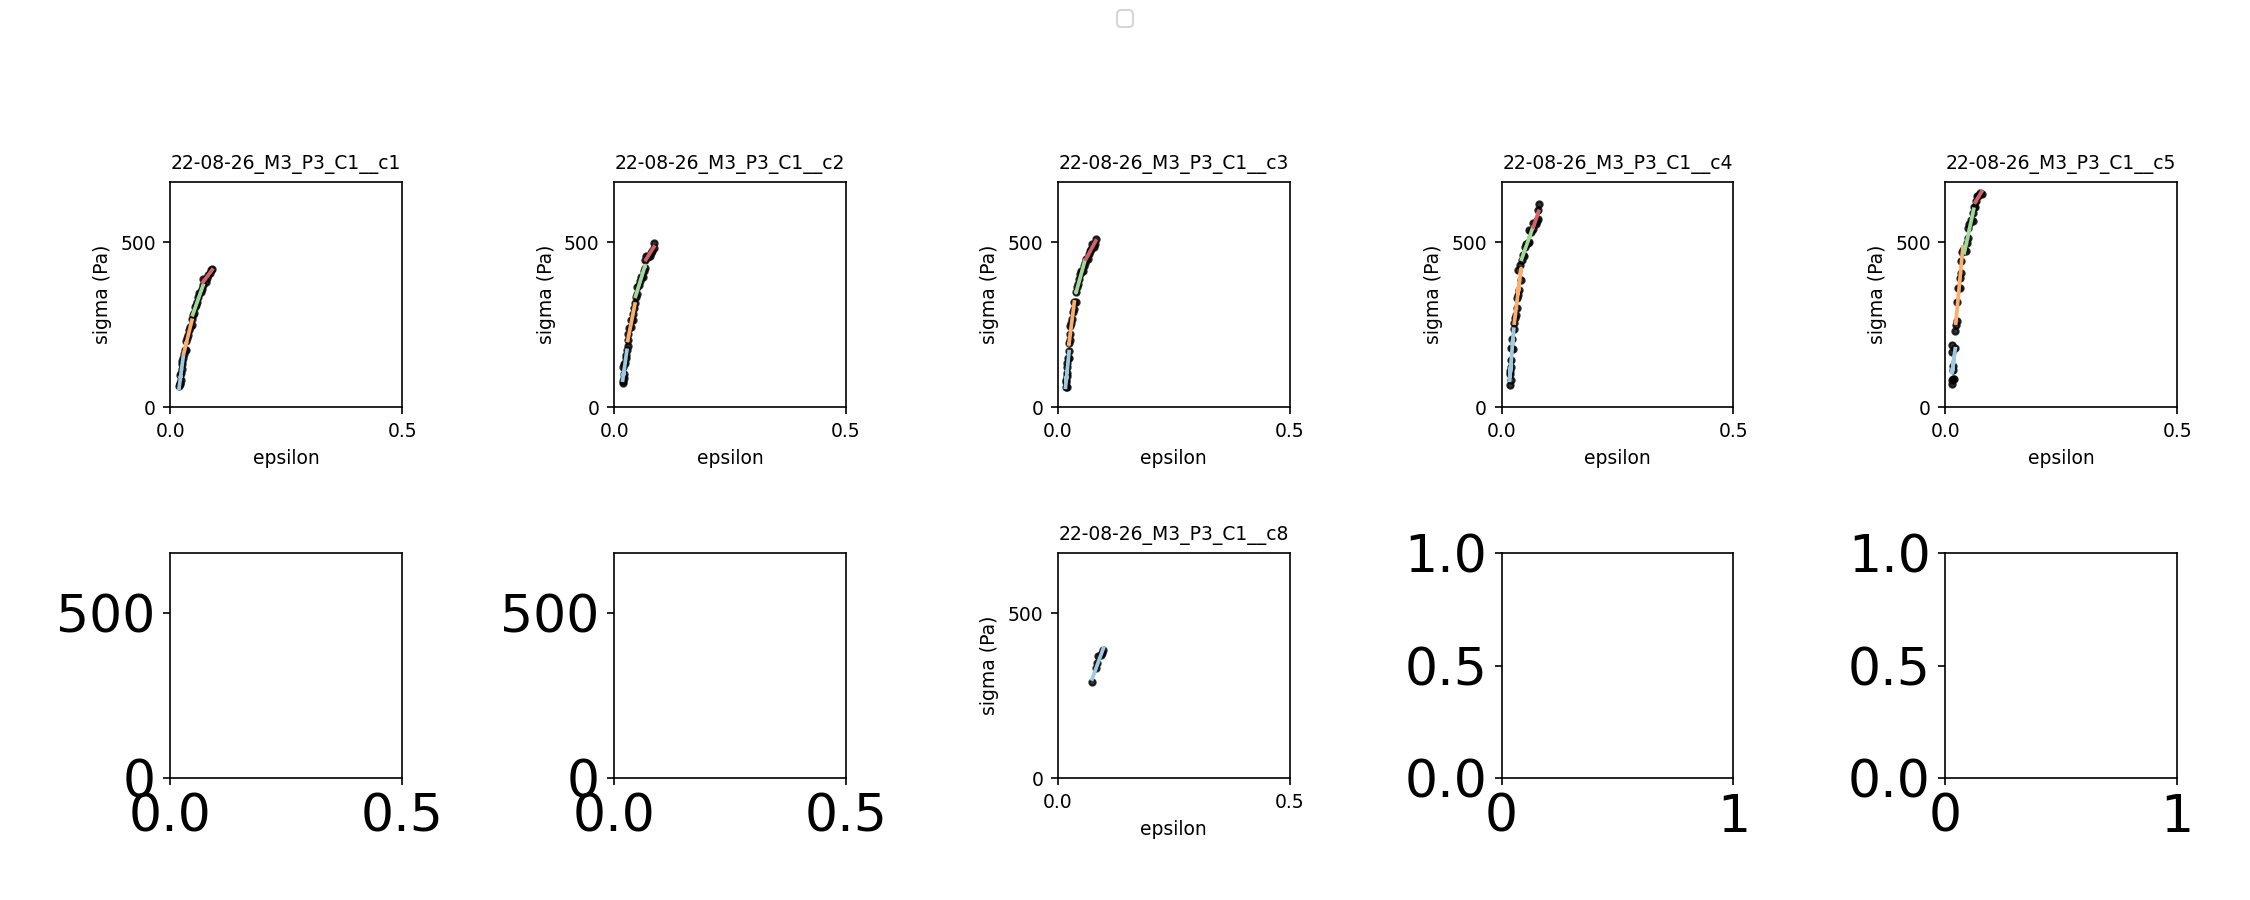 22-08-26_M3_P3_C1__c1
sigma (Pa)
500
0
0.0 0.5
epsilon
22-08-26_M3_P3_C1__c2
sigma (Pa)
500
0
0.0 0.5
epsilon
22-08-26_M3_P3_C1__c3
sigma (Pa)
500
0
0.0 0.5
epsilon
22-08-26_M3_P3_C1__c4
sigma (Pa)
500
0
0.0 0.5
epsilon
22-08-26_M3_P3_C1__c5
sigma (Pa)
500
0
0.0 0.5
epsilon
500
0
0.0 0.5
500
0
0.0 0.5
22-08-26_M3_P3_C1__c8
sigma (Pa)
500
0
0.0 0.5
epsilon
1.0
0.5
0.0
0 1
1.0
0.5
0.0
0 1